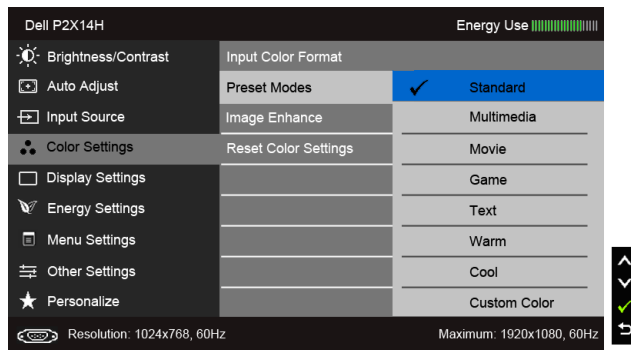 Dell P2X14H Energy Use
Brightness/Contrast Input Color Format
Auto Adjust Preset Modes Standard
Input Source Image Enhance Multimedia
Color Settings Reset Color Settings Movie
Display Settings Game
Energy Settings Text
Menu Settings Warm
Other Settings Cool
Personalize Custom Color
Resolution: 1024x768, 60Hz Maximum: 1920x1080, 60Hz